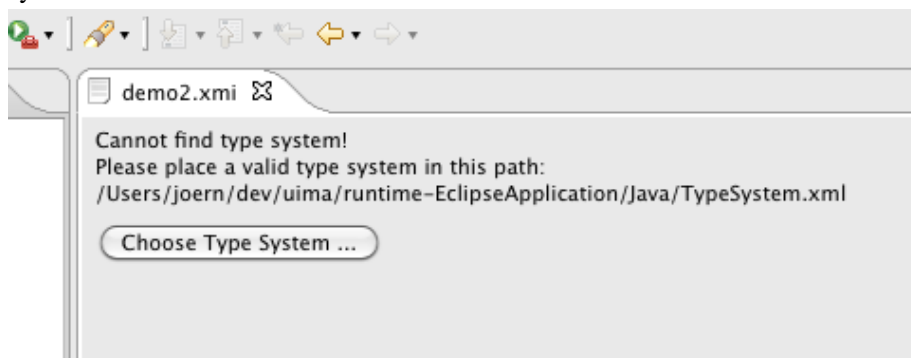 demo2.xmi
Cannot find type system!
Please place a valid type system in this path:
/Users/joern/dev/uima/runtime-EclipseApplication/Java/TypeSystem.xml
Choose Type System ...